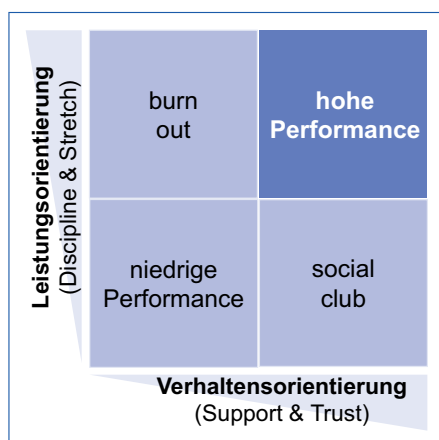 Leistungsorientierung
(Discipline & Stretch)
burn
out
hohe
Performance
niedrige
Performance
social
club
Verhaltensorientierung
(Support & Trust)